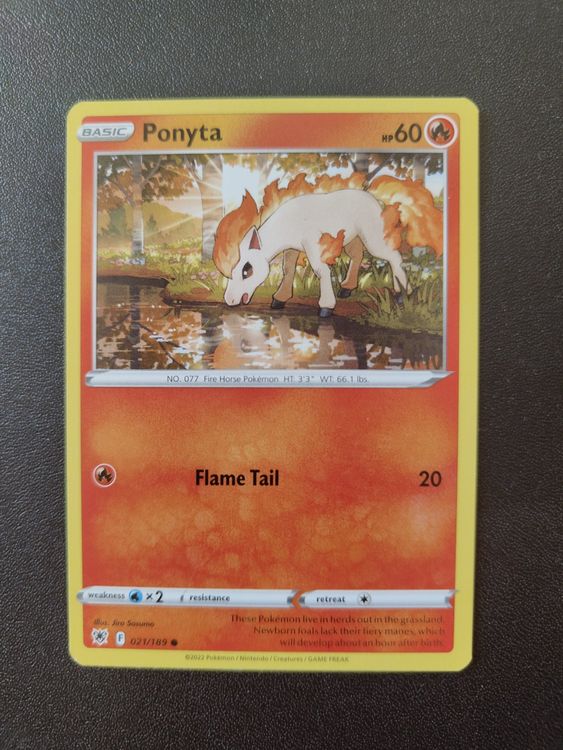 BASIC Ponyta HP60
NO. 077 Fire Horse Pokémon HT: 3'3" WT: 66.1 lbs.
Flame Tail 20
weakness ×2 resistance retreat
Illus. Jiro Sasumo
These Pokémon live in herds out in the grassland.
Newborn foals lack their fiery manes, which
will develop about an hour after birth.
F 021/189
©2022 Pokémon / Nintendo / Creatures / GAME FREAK